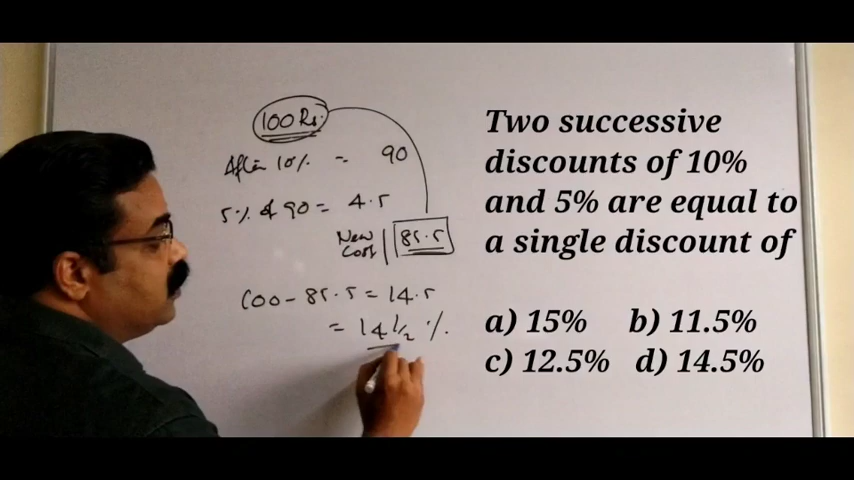 100 Rs.
After 10% = 90
5% of 90 = 4.5
New Cost | 85.5
100 - 85.5 = 14.5
= 14 1/2 %.
Two successive
discounts of 10%
and 5% are equal to
a single discount of
a) 15% b) 11.5%
c) 12.5% d) 14.5%